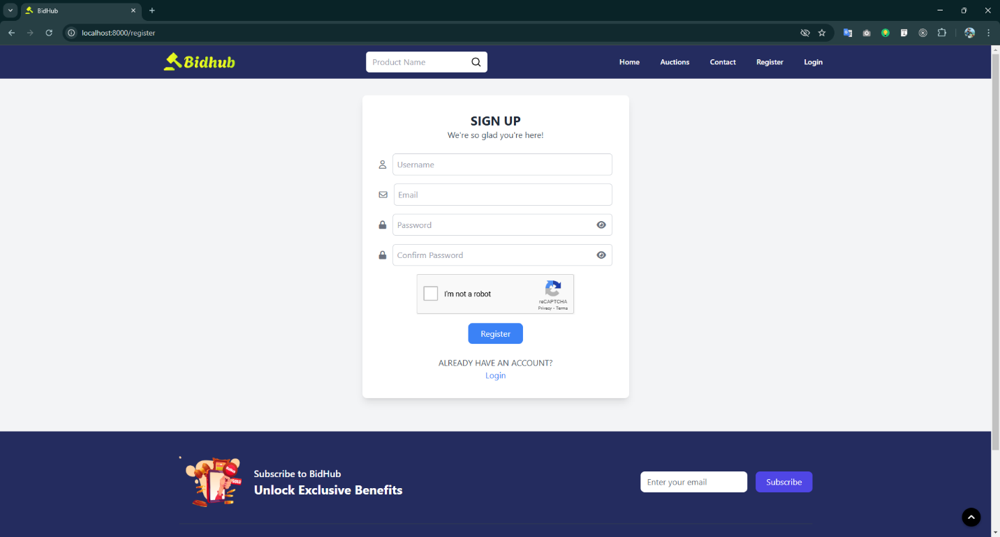 BidHub
localhost:8000/register
Bidhub
Product Name
Home
Auctions
Contact
Register
Login
SIGN UP
We're so glad you're here!
Username
Email
Password
Confirm Password
I'm not a robot
reCAPTCHA
Privacy - Terms
Register
ALREADY HAVE AN ACCOUNT?
Login
Subscribe to BidHub
Unlock Exclusive Benefits
Enter your email
Subscribe